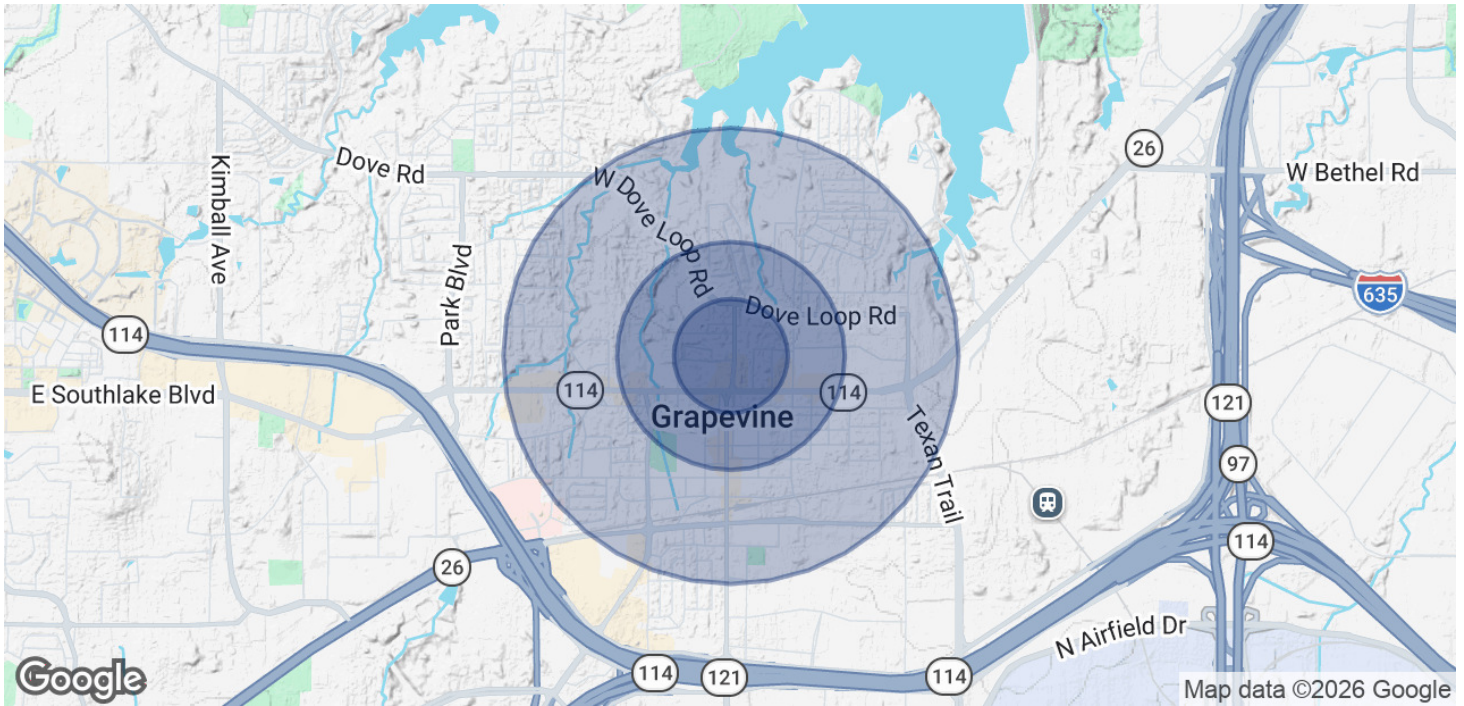 26
W Bethel Rd
Dove Rd
Kimball Ave
W Dove Loop Rd
Park Blvd
635
Dove Loop Rd
114
E Southlake Blvd
114
114
121
Grapevine
Texan Trail
97
114
26
N Airfield Dr
114
121
114
Google
Map data ©2026 Google